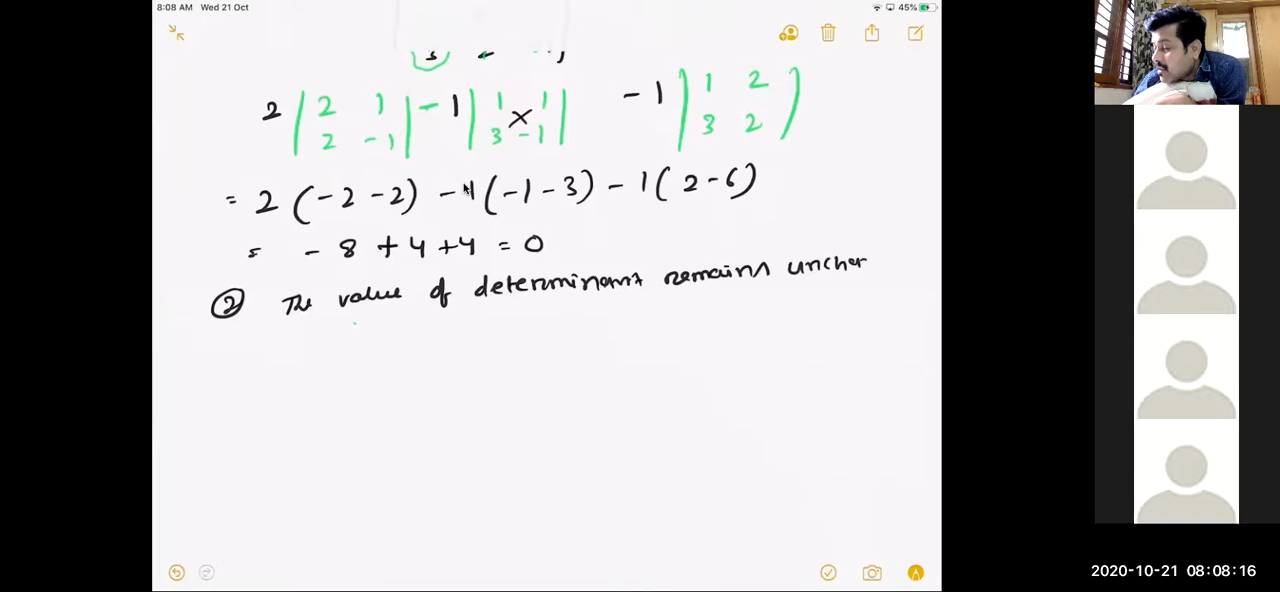 8:08 AM Wed 21 Oct
45%
2 | 2 1 | - 1 | 1 1 | - 1 | 1 2 |
2 -1 3 -1 3 2
= 2 (-2 -2) -1 (-1 -3) - 1 (2 -6)
= - 8 + 4 + 4 = 0
② The value of determinant remains unchar
2020-10-21 08:08:16